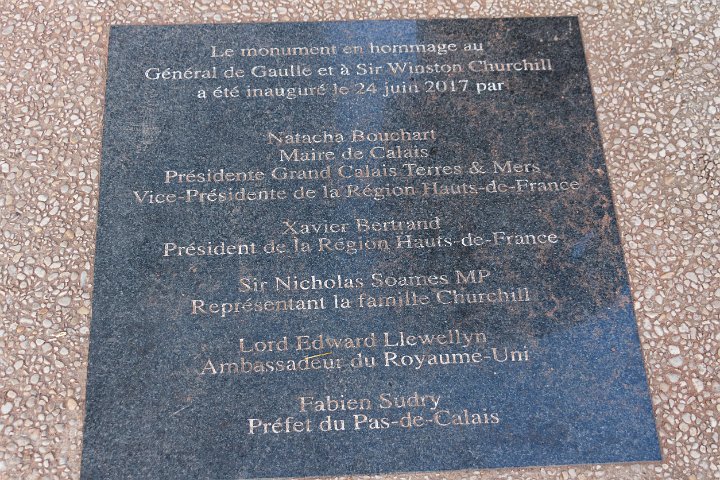 Le monument en hommage au
Général de Gaulle et à Sir Winston Churchill
a été inauguré le 24 juin 2017 par
Natacha Bouchart
Maire de Calais
Présidente Grand Calais Terres & Mers
Vice-Présidente de la Région Hauts-de-France
Xavier Bertrand
Président de la Région Hauts-de-France
Sir Nicholas Soames MP
Représentant la famille Churchill
Lord Edward Llewellyn
Ambassadeur du Royaume-Uni
Fabien Sudry
Préfet du Pas-de-Calais